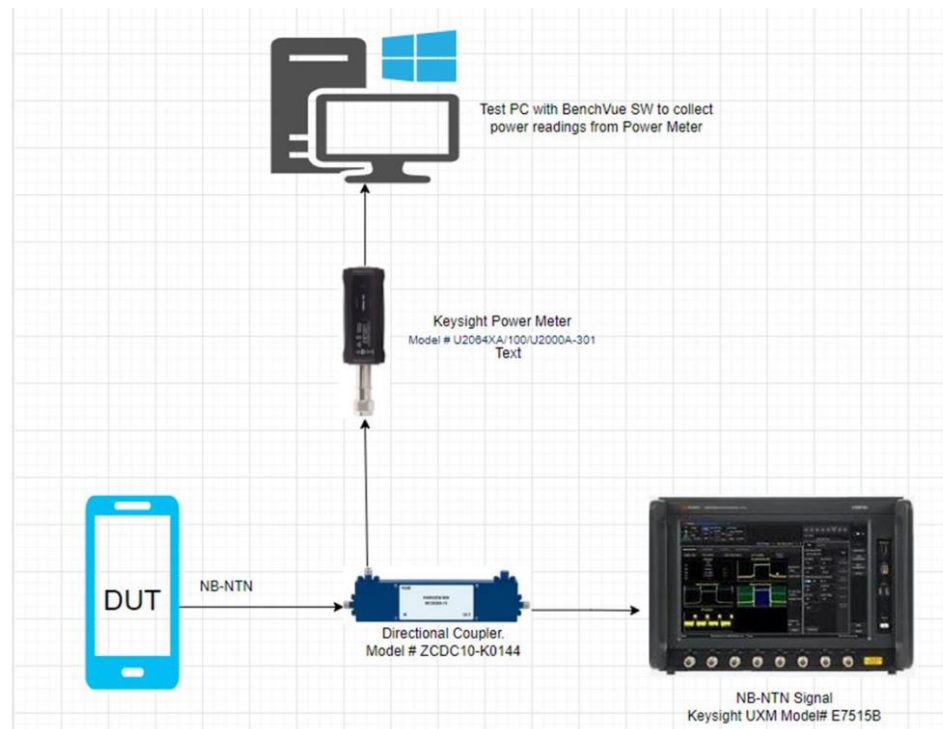 Test PC with BenchVue SW to collect
power readings from Power Meter
Keysight Power Meter
Model # U2064XA/100/U2000A-301
Text
DUT
NB-NTN
Directional Coupler.
Model # ZCDC10-K0144
NB-NTN Signal
Keysight UXM Model# E7515B